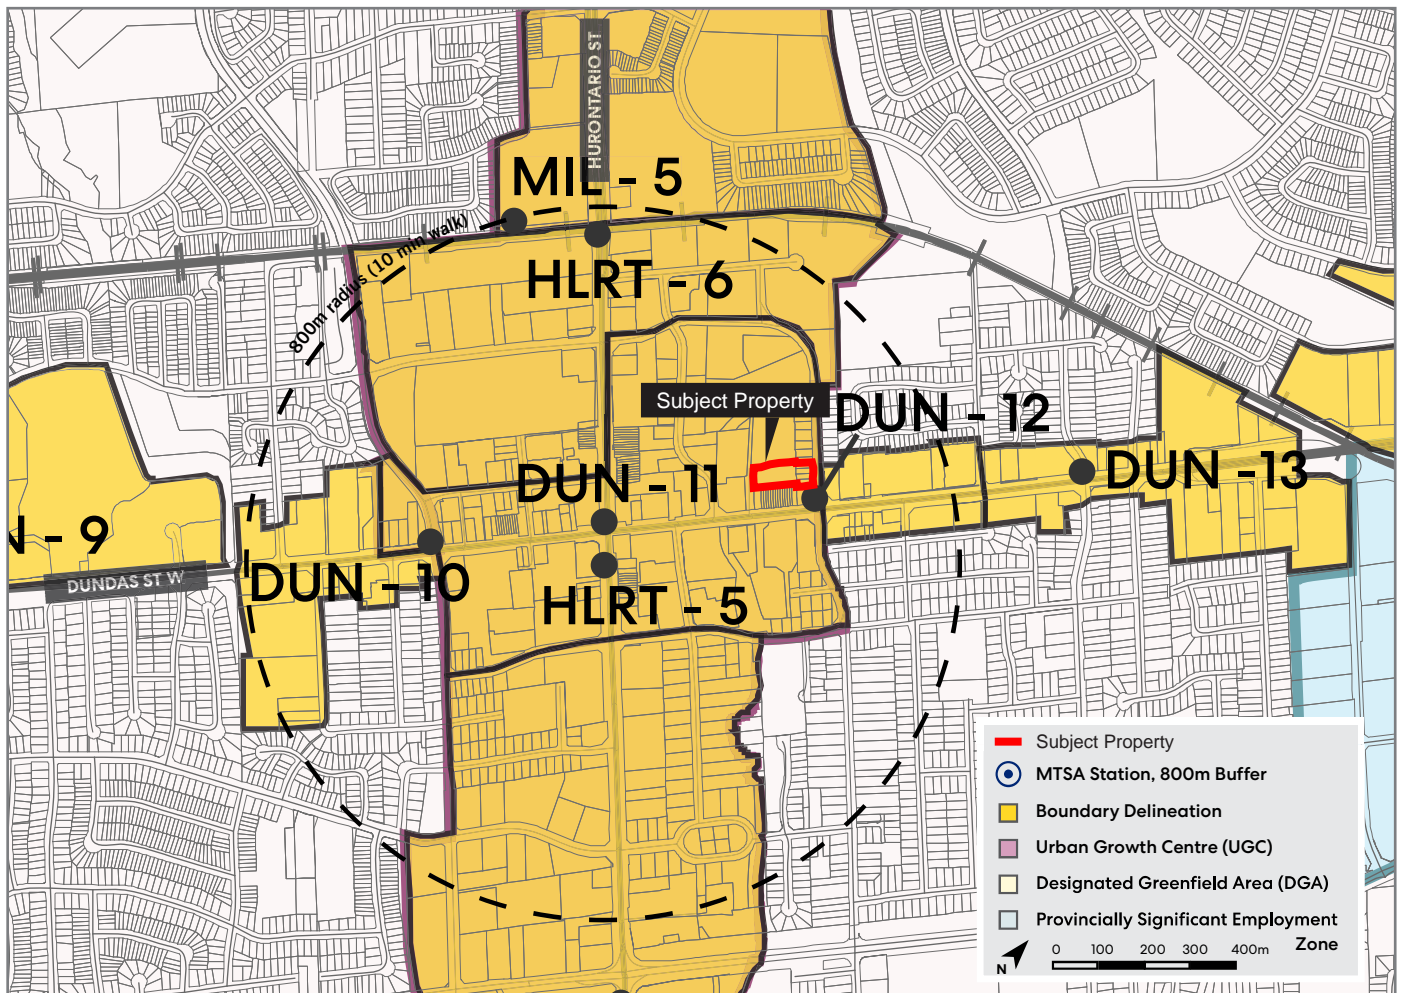 HURONTARIO ST
MIL - 5
800m radius (10 min walk)
HLRT - 6
Subject Property
DUN - 12
DUN - 11
DUN -13
N - 9
DUNDAS ST W
DUN - 10
HLRT - 5
Subject Property
MTSA Station, 800m Buffer
Boundary Delineation
Urban Growth Centre (UGC)
Designated Greenfield Area (DGA)
Provincially Significant Employment
Zone
N
0 100 200 300 400m